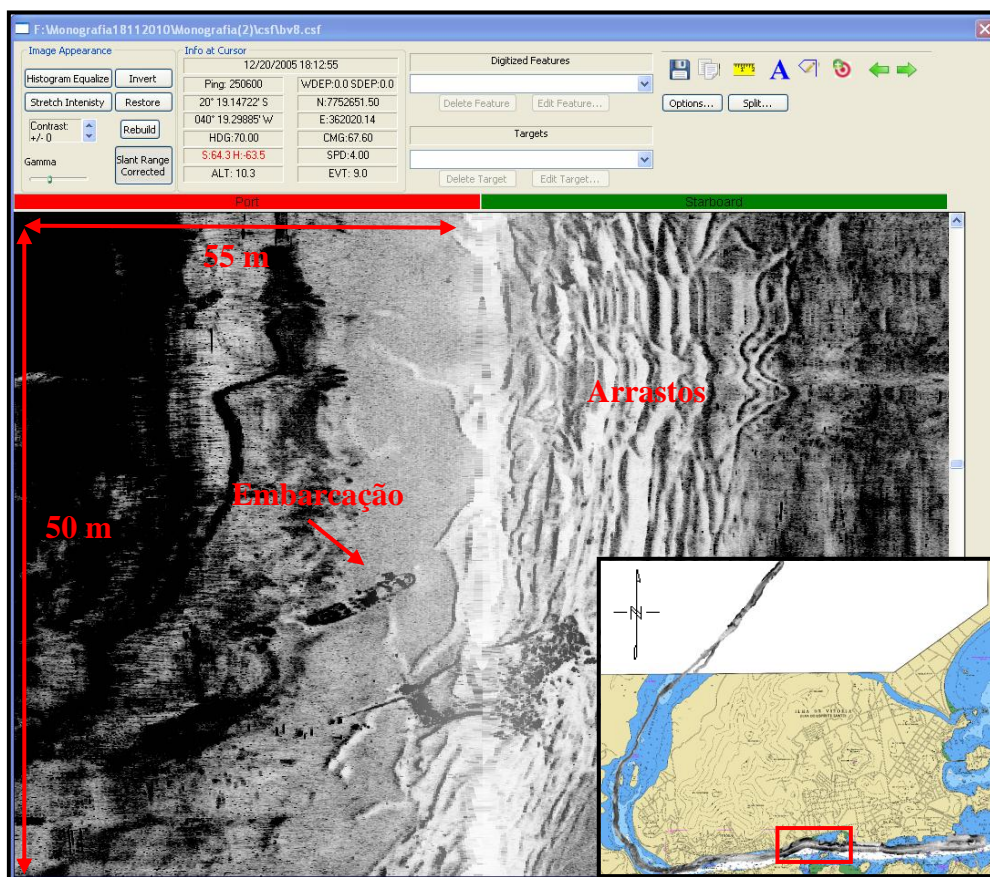 F:\Monografia18112010\Monografia(2)\csf\bv8.csf
Image Appearance
Histogram Equalize
Invert
Stretch Intenisty
Restore
Contrast:
+/- 0
Rebuild
Gamma
Slant Range
Corrected
Info at Cursor
12/20/2005 18:12:55
Ping: 250600
WDEP:0.0 SDEP:0.0
20° 19.14722' S
N:7752651.50
040° 19.29885' W
E:362020.14
HDG:70.00
CMG:67.60
S:64.3 H:-63.5
SPD:4.00
ALT: 10.3
EVT: 9.0
Digitized Features
Delete Feature
Edit Feature...
Targets
Delete Target
Edit Target...
A
Options...
Split...
Port
Starboard
55 m
Arrastos
Embarcação
50 m
N
ILHA DE VITÓRIA